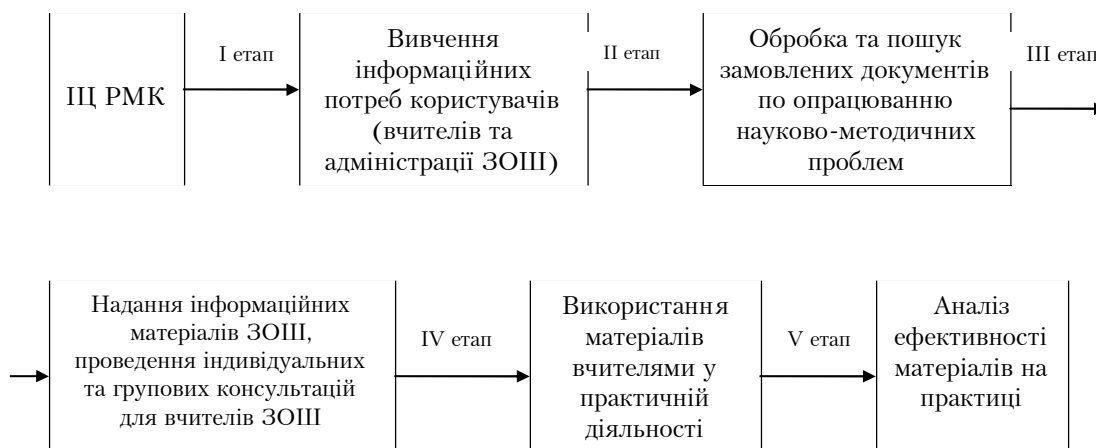 ІЦ РМК
І етап
Вивчення
інформаційних
потреб користувачів
(вчителів та
адміністрації ЗОШ)
ІІ етап
Обробка та пошук
замовлених документів
по опрацюванню
науково-методичних
проблем
ІІІ етап
Надання інформаційних
матеріалів ЗОШ,
проведення індивідуальних
та групових консультацій
для вчителів ЗОШ
IV етап
Використання
матеріалів
вчителями у
практичній
діяльності
V етап
Аналіз
ефективності
матеріалів на
практиці